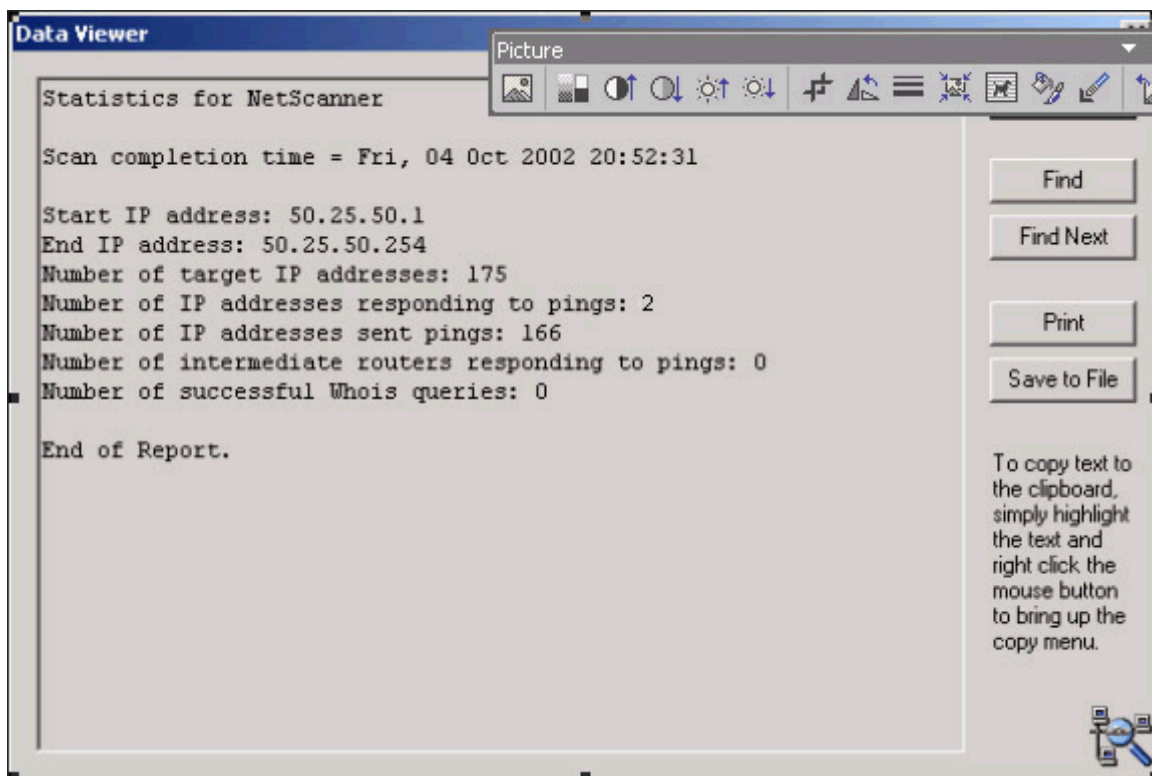 Data Viewer
Picture
Statistics for NetScanner
Scan completion time = Fri, 04 Oct 2002 20:52:31
Start IP address: 50.25.50.1
End IP address: 50.25.50.254
Number of target IP addresses: 175
Number of IP addresses responding to pings: 2
Number of IP addresses sent pings: 166
Number of intermediate routers responding to pings: 0
Number of successful Whois queries: 0
End of Report.
Find
Find Next
Print
Save to File
To copy text to
the clipboard,
simply highlight
the text and
right click the
mouse button
to bring up the
copy menu.